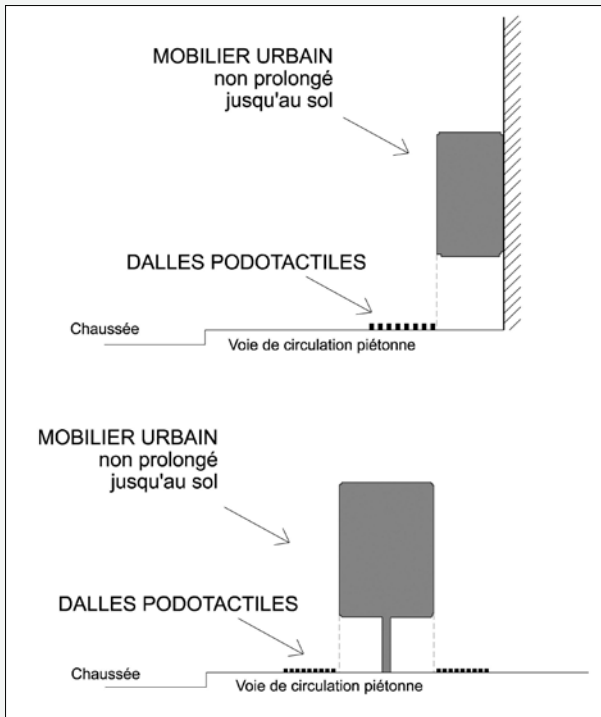 MOBILIER URBAIN
non prolongé
jusqu'au sol
DALLES PODOTACTILES
Chaussée
Voie de circulation piétonne
MOBILIER URBAIN
non prolongé
jusqu'au sol
DALLES PODOTACTILES
Chaussée
Voie de circulation piétonne